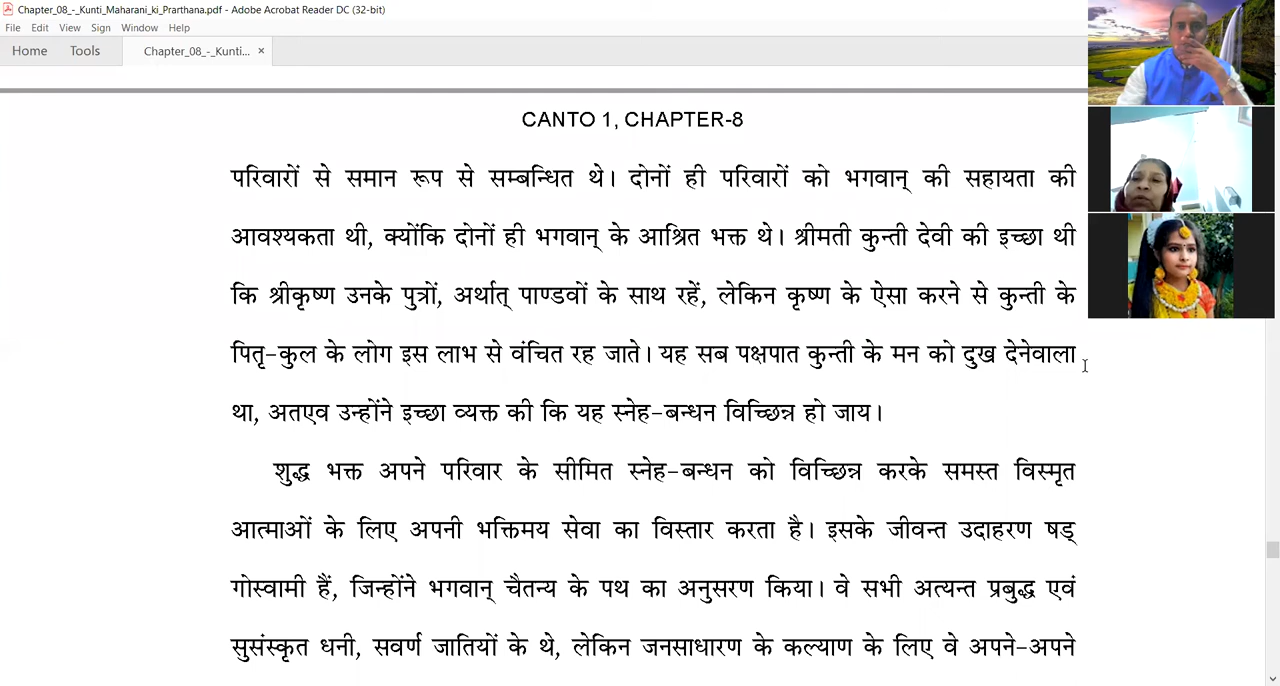 Chapter_08_-_Kunti_Maharani_ki_Prarthana.pdf - Adobe Acrobat Reader DC (32-bit)
File Edit View Sign Window Help
Home Tools Chapter_08_-_Kunti... ×
CANTO 1, CHAPTER-8
परिवारों से समान रूप से सम्बन्धित थे। दोनों ही परिवारों को भगवान् की सहायता की
आवश्यकता थी, क्योंकि दोनों ही भगवान् के आश्रित भक्त थे। श्रीमती कुन्ती देवी की इच्छा थी
कि श्रीकृष्ण उनके पुत्रों, अर्थात् पाण्डवों के साथ रहें, लेकिन कृष्ण के ऐसा करने से कुन्ती के
पितृ-कुल के लोग इस लाभ से वंचित रह जाते। यह सब पक्षपात कुन्ती के मन को दुख देनेवाला
था, अतएव उन्होंने इच्छा व्यक्त की कि यह स्नेह-बन्धन विच्छिन्न हो जाय।
शुद्ध भक्त अपने परिवार के सीमित स्नेह-बन्धन को विच्छिन्न करके समस्त विस्मृत
आत्माओं के लिए अपनी भक्तिमय सेवा का विस्तार करता है। इसके जीवन्त उदाहरण षड्
गोस्वामी हैं, जिन्होंने भगवान् चैतन्य के पथ का अनुसरण किया। वे सभी अत्यन्त प्रबुद्ध एवं
सुसंस्कृत धनी, सवर्ण जातियों के थे, लेकिन जनसाधारण के कल्याण के लिए वे अपने-अपने